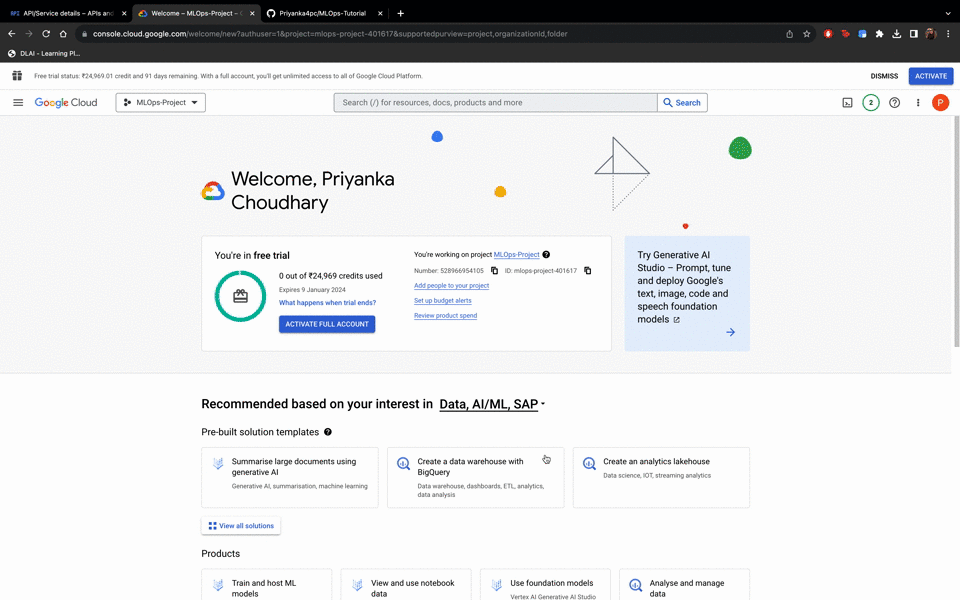 API/Service details – APIs and
Welcome – MLOps-Project –
Priyanka4pc/MLOps-Tutorial
console.cloud.google.com/welcome/new?authuser=1&project=mlops-project-401617&supportedpurview=project,organizationId,folder
DLAI - Learning Pl...
Free trial status: ₹24,969.01 credit and 91 days remaining. With a full account, you'll get unlimited access to all of Google Cloud Platform.
DISMISS
ACTIVATE
Google Cloud
MLOps-Project
Search (/) for resources, docs, products and more
Search
2
P
Welcome, Priyanka
Choudhary
You're in free trial
0 out of ₹24,969 credits used
Expires 9 January 2024
What happens when trial ends?
ACTIVATE FULL ACCOUNT
You're working on project MLOps-Project
Number: 528966954105 ID: mlops-project-401617
Add people to your project
Set up budget alerts
Review product spend
Try Generative AI
Studio – Prompt, tune
and deploy Google's
text, image, code and
speech foundation
models
Recommended based on your interest in Data, AI/ML, SAP
Pre-built solution templates
Summarise large documents using
generative AI
Generative AI, summarisation, machine learning
Create a data warehouse with
BigQuery
Data warehouse, dashboards, ETL, analytics,
data analysis
Create an analytics lakehouse
Data science, IOT, streaming analytics
View all solutions
Products
Train and host ML
models
View and use notebook
data
Use foundation models
Vertex AI Generative AI Studio
Analyse and manage
data